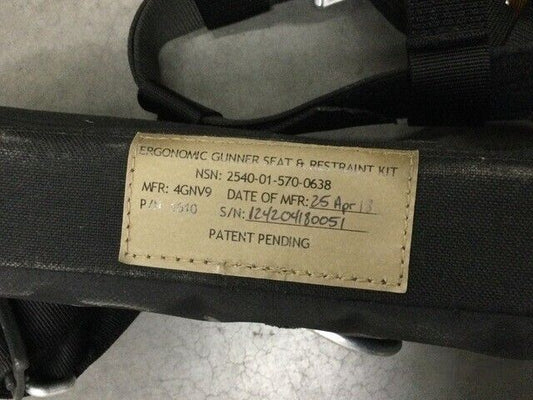 ERGONOMIC GUNNER SEAT & RESTRAINT KIT
NSN: 2540-01-570-0638
MFR: 4GNV9 DATE OF MFR: 25 Apr 18
P/N S/N: 124204180051
PATENT PENDING